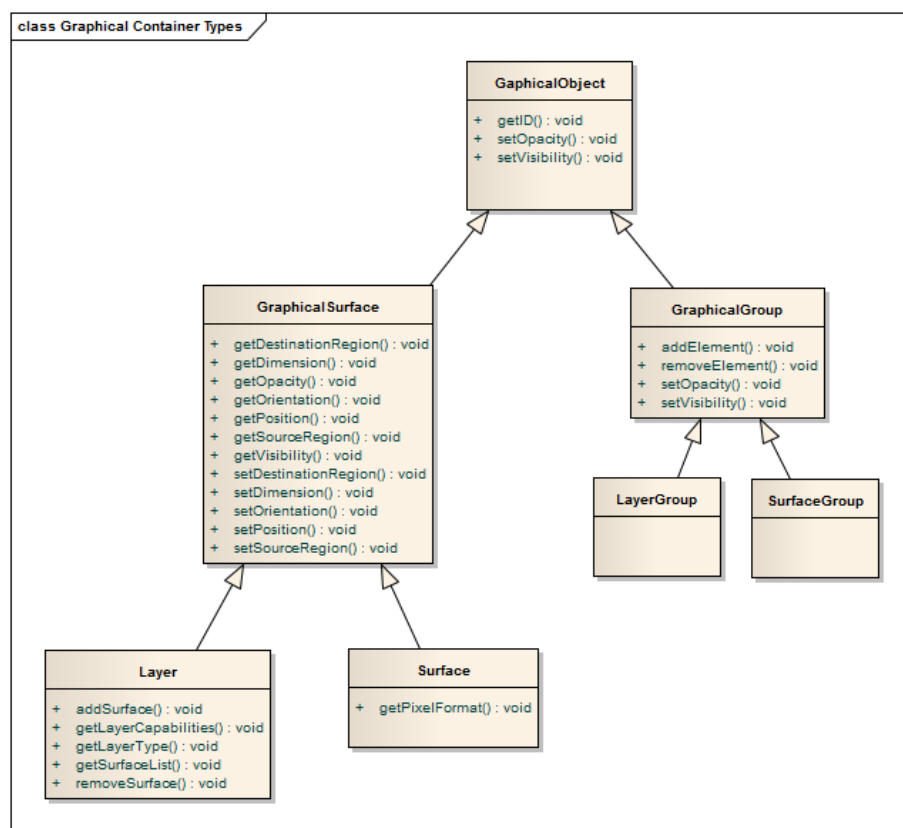 class Graphical Container Types
GaphicalObject
+ getID() : void
+ setOpacity() : void
+ setVisibility() : void
GraphicalSurface
+ getDestinationRegion() : void
+ getDimension() : void
+ getOpacity() : void
+ getOrientation() : void
+ getPosition() : void
+ getSourceRegion() : void
+ getVisibility() : void
+ setDestinationRegion() : void
+ setDimension() : void
+ setOrientation() : void
+ setPosition() : void
+ setSourceRegion() : void
GraphicalGroup
+ addElement() : void
+ removeElement() : void
+ setOpacity() : void
+ setVisibility() : void
LayerGroup
SurfaceGroup
Layer
+ addSurface() : void
+ getLayerCapabilities() : void
+ getLayerType() : void
+ getSurfaceList() : void
+ removeSurface() : void
Surface
+ getPixelFormat() : void